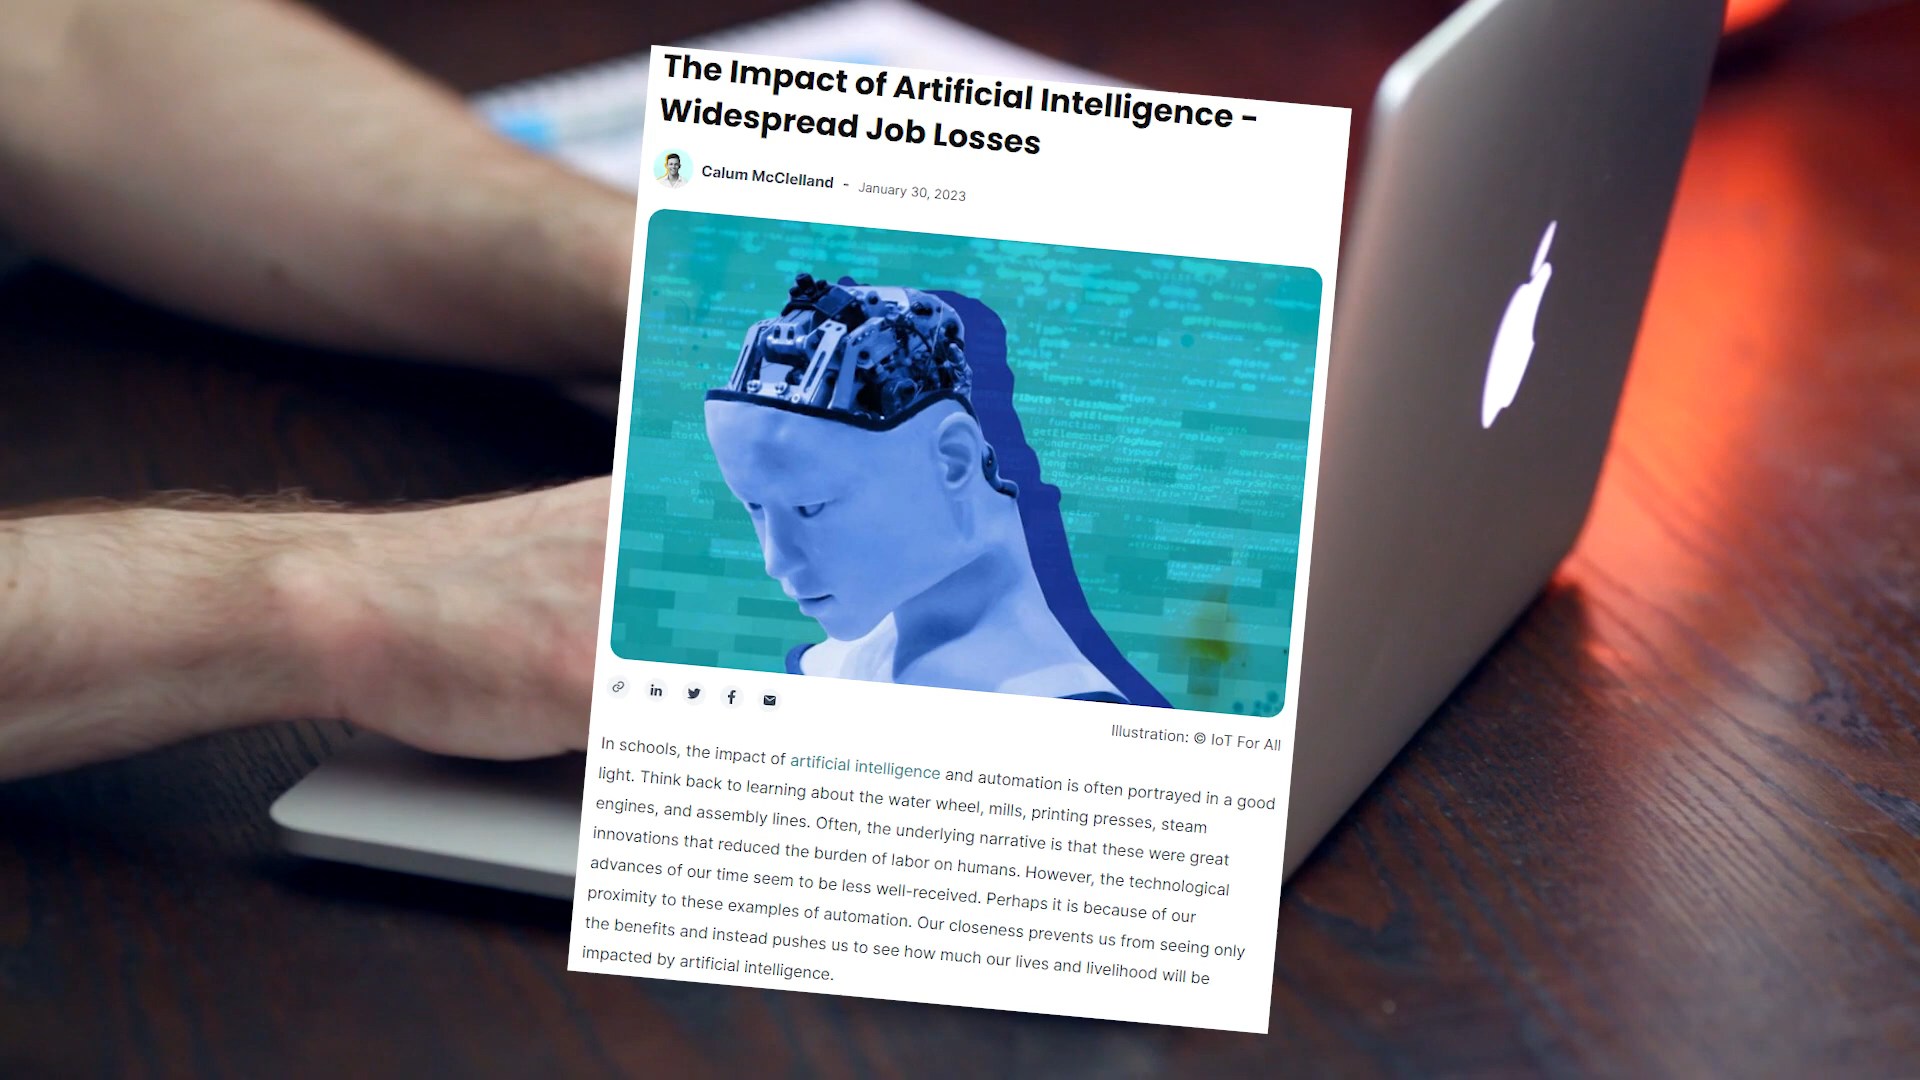 The Impact of Artificial Intelligence -
Widespread Job Losses
Calum McClelland - January 30, 2023
Illustration: © IoT For All
In schools, the impact of artificial intelligence and automation is often portrayed in a good
light. Think back to learning about the water wheel, mills, printing presses, steam
engines, and assembly lines. Often, the underlying narrative is that these were great
innovations that reduced the burden of labor on humans. However, the technological
advances of our time seem to be less well-received. Perhaps it is because of our
proximity to these examples of automation. Our closeness prevents us from seeing only
the benefits and instead pushes us to see how much our lives and livelihood will be
impacted by artificial intelligence.